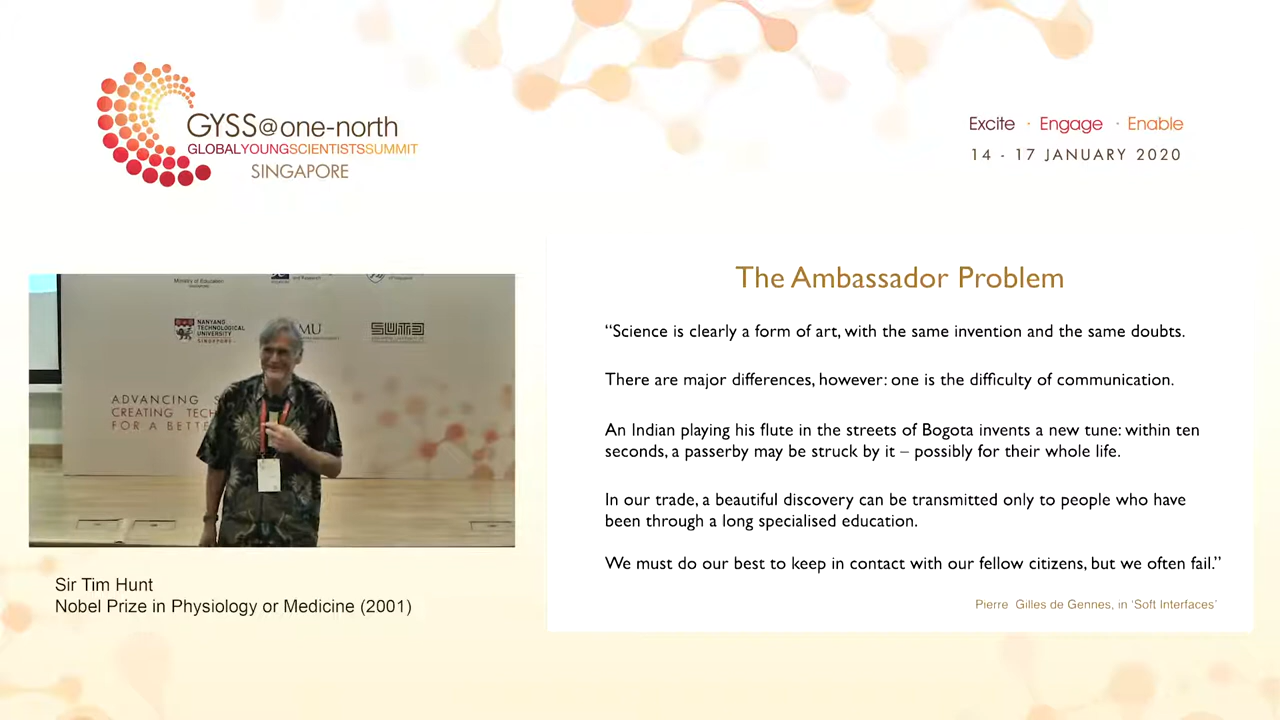 GYSS@one-north
GLOBALYOUNGSCIENTISTSSUMMIT
SINGAPORE
Excite · Engage · Enable
14 - 17 JANUARY 2020
Ministry of Education
NANYANG
TECHNOLOGICAL
UNIVERSITY
SINGAPORE
MU
SUTD
ADVANCING S
CREATING TECH
FOR A BETTE
Sir Tim Hunt
Nobel Prize in Physiology or Medicine (2001)
The Ambassador Problem
“Science is clearly a form of art, with the same invention and the same doubts.
There are major differences, however: one is the difficulty of communication.
An Indian playing his flute in the streets of Bogota invents a new tune: within ten
seconds, a passerby may be struck by it – possibly for their whole life.
In our trade, a beautiful discovery can be transmitted only to people who have
been through a long specialised education.
We must do our best to keep in contact with our fellow citizens, but we often fail.”
Pierre Gilles de Gennes, in ‘Soft Interfaces’